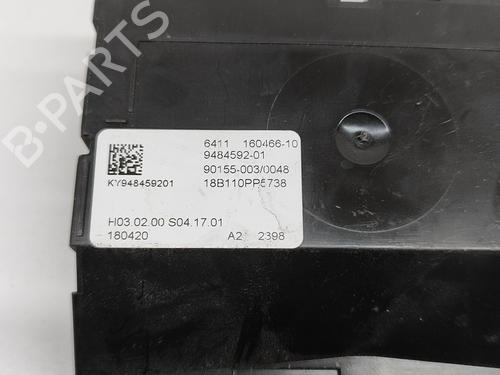 6411 160466-10
9484592-01
90155-003/0048
KY948459201 18B110PP5738
H03.02.00 S04.17.01
180420 A2 2398
B-PARTS